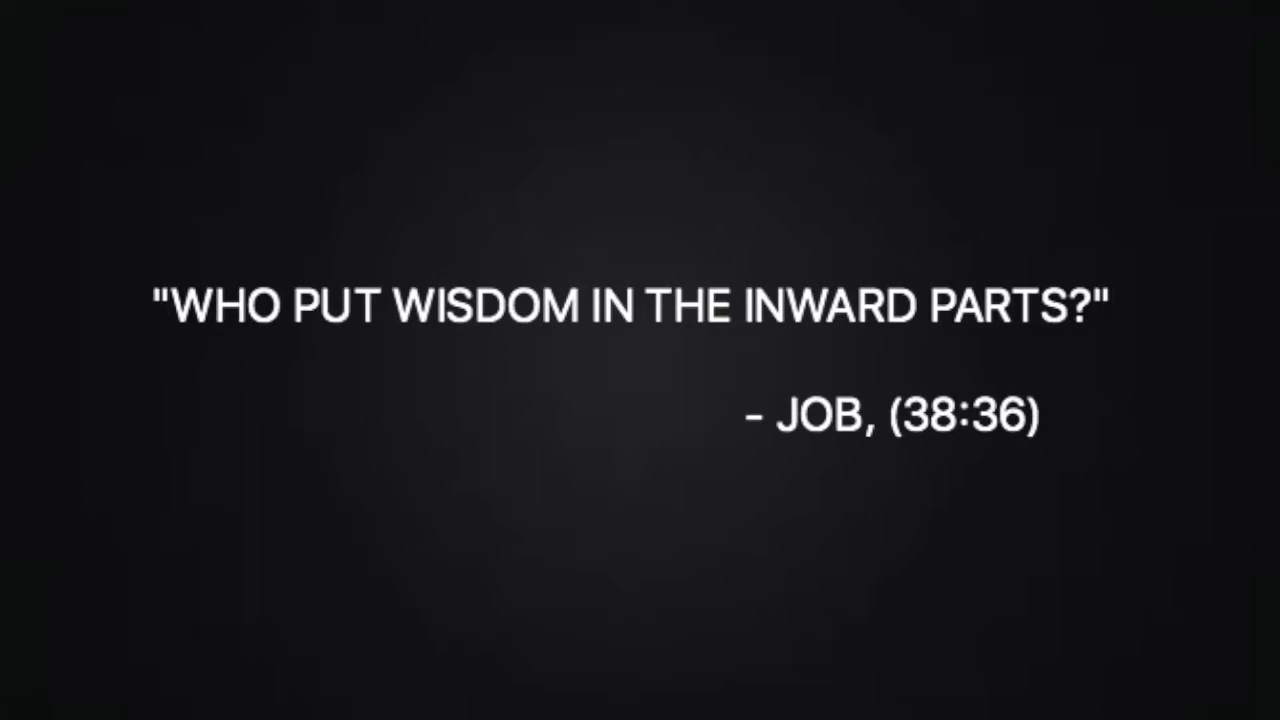 "WHO PUT WISDOM IN THE INWARD PARTS?"
- JOB, (38:36)